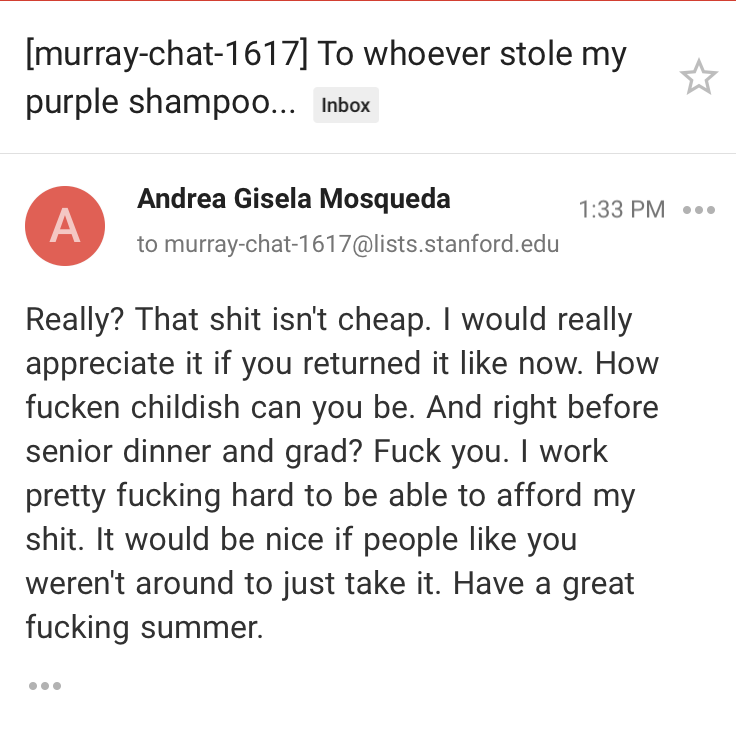 [murray-chat-1617] To whoever stole my
purple shampoo... Inbox
A
Andrea Gisela Mosqueda
1:33 PM
to murray-chat-1617@lists.stanford.edu
Really? That shit isn't cheap. I would really
appreciate it if you returned it like now. How
fucken childish can you be. And right before
senior dinner and grad? Fuck you. I work
pretty fucking hard to be able to afford my
shit. It would be nice if people like you
weren't around to just take it. Have a great
fucking summer.